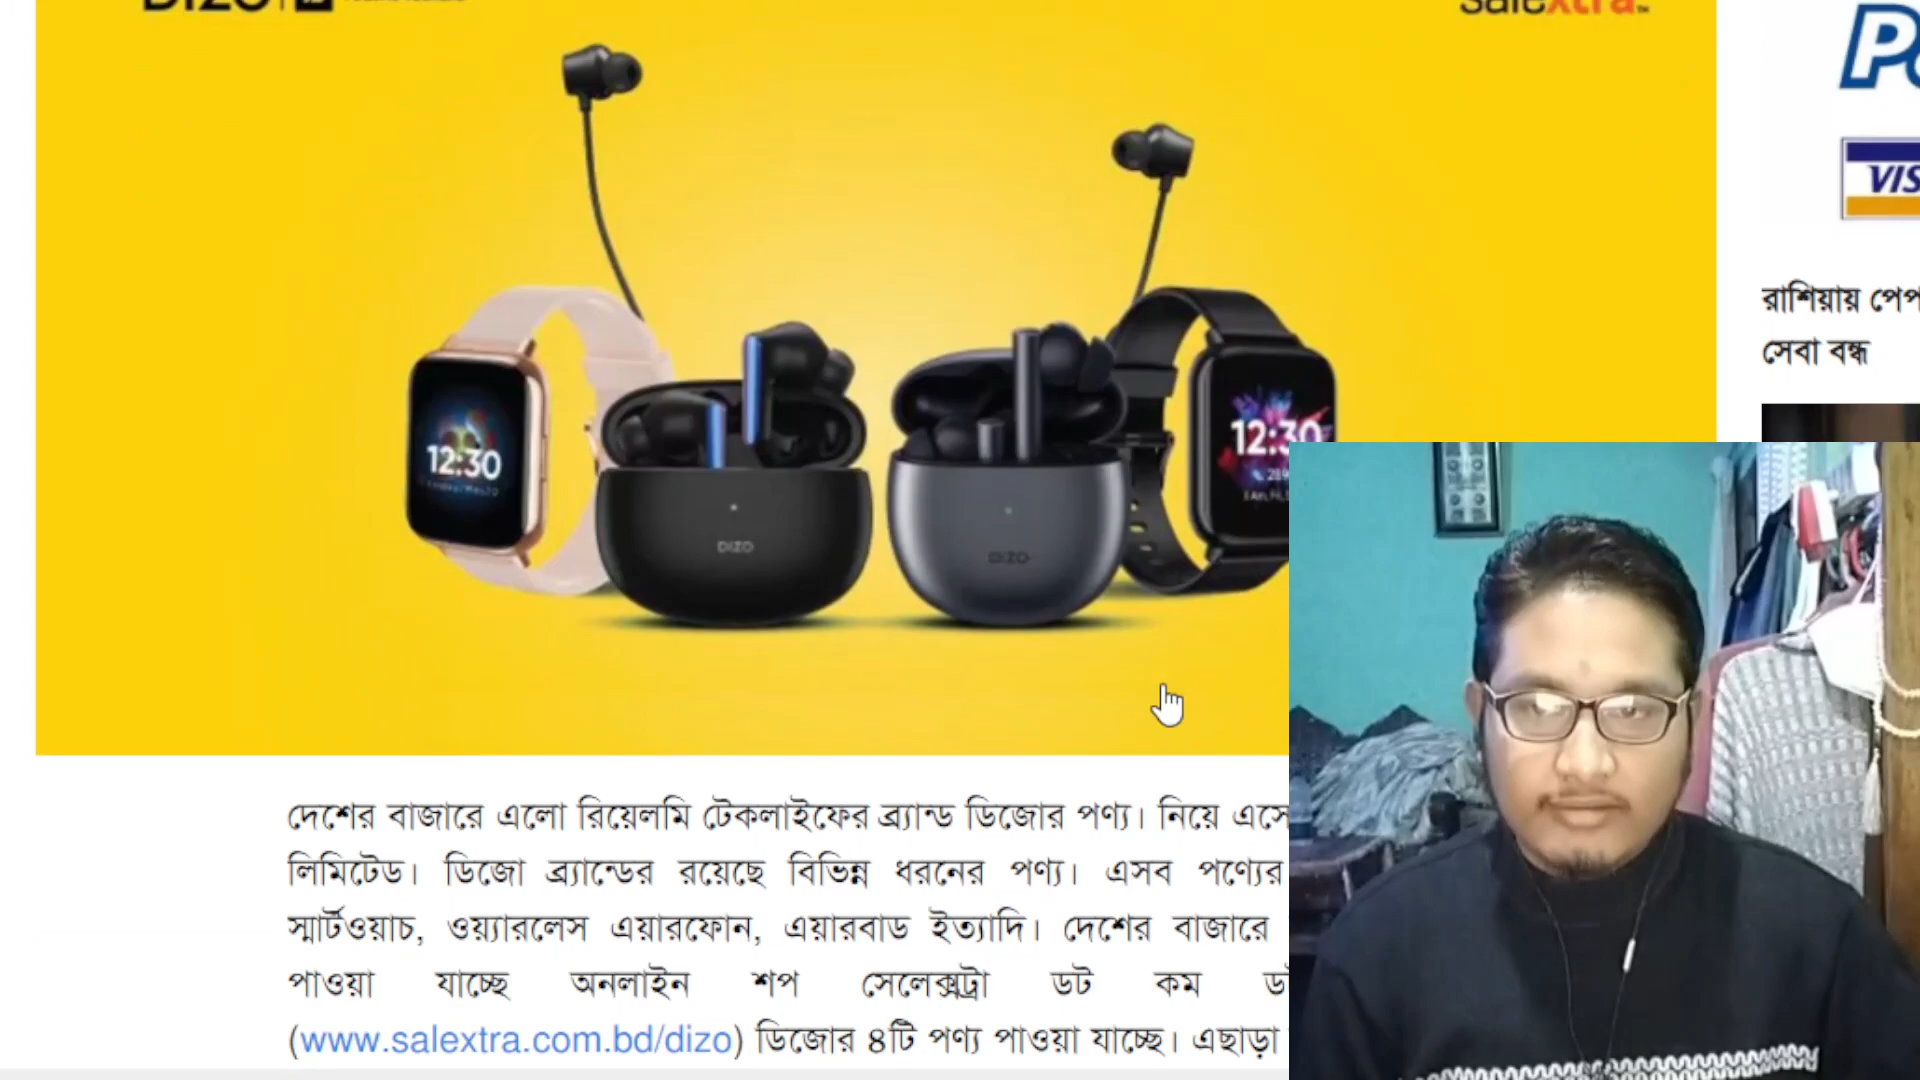 12:30
DIZO
DIZO
12:30
রাশিয়ায়
সেবা বন্ধ
দেশের বাজারে এলো রিয়েলমি টেকলাইফের ব্র্যান্ড ডিজোর পণ্য। নিয়ে
লিমিটেড। ডিজো ব্র্যান্ডের রয়েছে বিভিন্ন ধরনের পণ্য। এসব পণ্যের
স্মার্টওয়াচ, ওয়্যারলেস এয়ারফোন, এয়ারবাড ইত্যাদি। দেশের বাজারে
পাওয়া যাচ্ছে অনলাইন শপ সেলেক্সট্রা ডট কম
(www.salextra.com.bd/dizo) ডিজোর ৪টি পণ্য পাওয়া যাচ্ছে। এছাড়া